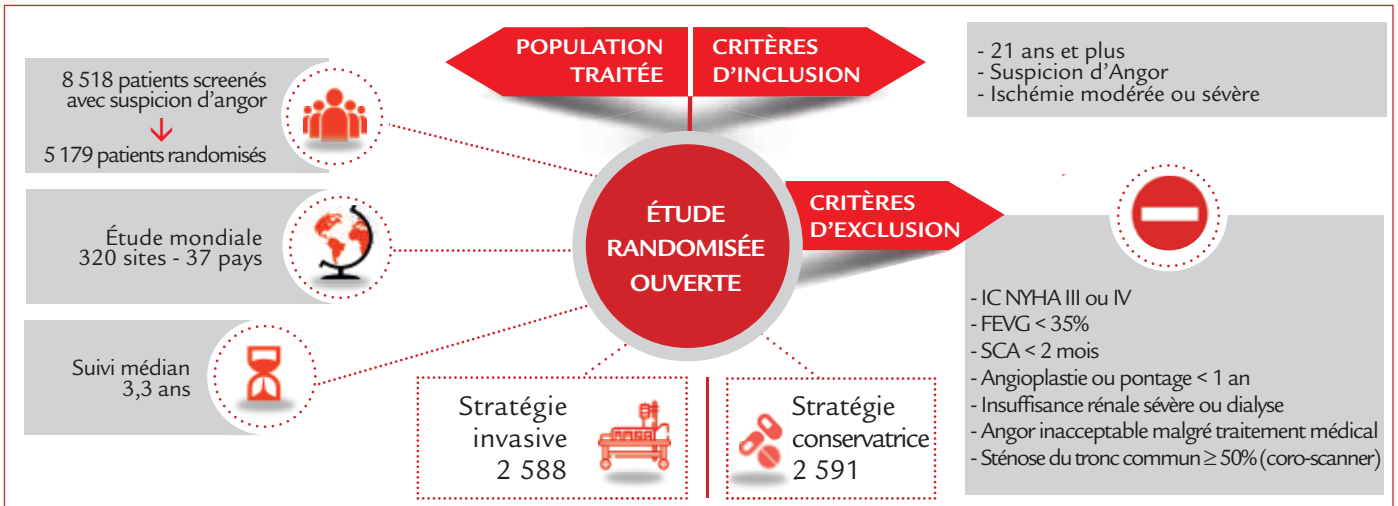 POPULATION
TRAITÉE
CRITÈRES
D'INCLUSION
- 21 ans et plus
- Suspicion d'Angor
- Ischémie modérée ou sévère
8 518 patients screenés
avec suspicion d'angor
↓
5 179 patients randomisés
Étude mondiale
320 sites - 37 pays
Suivi médian
3,3 ans
ÉTUDE
RANDOMISÉE
OUVERTE
CRITÈRES
D'EXCLUSION
- IC NYHA III ou IV
- FEVG < 35%
- SCA < 2 mois
- Angioplastie ou pontage < 1 an
- Insuffisance rénale sévère ou dialyse
- Angor inacceptable malgré traitement médical
- Sténose du tronc commun ≥ 50% (coro-scanner)
Stratégie
invasive
2 588
Stratégie
conservatrice
2 591